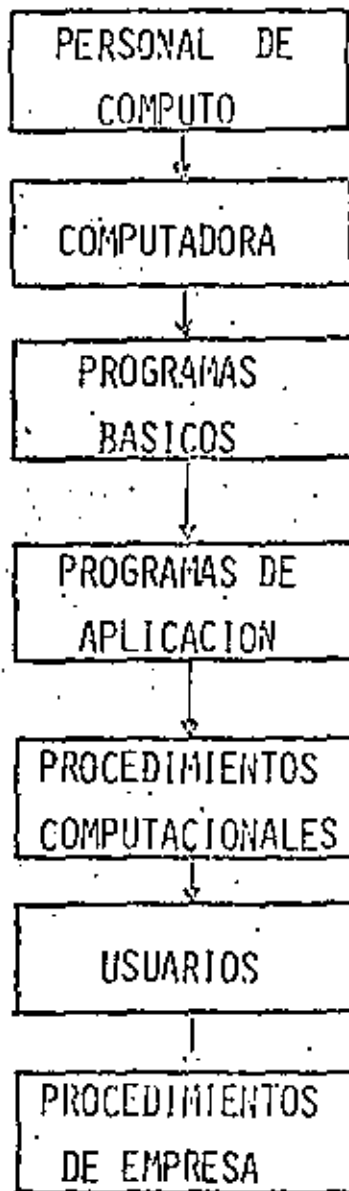 PERSONAL DE
COMPUTO
COMPUTADORA
PROGRAMAS
BASICOS
PROGRAMAS DE
APLICACION
PROCEDIMIENTOS
COMPUTACIONALES
USUARIOS
PROCEDIMIENTOS
DE EMPRESA